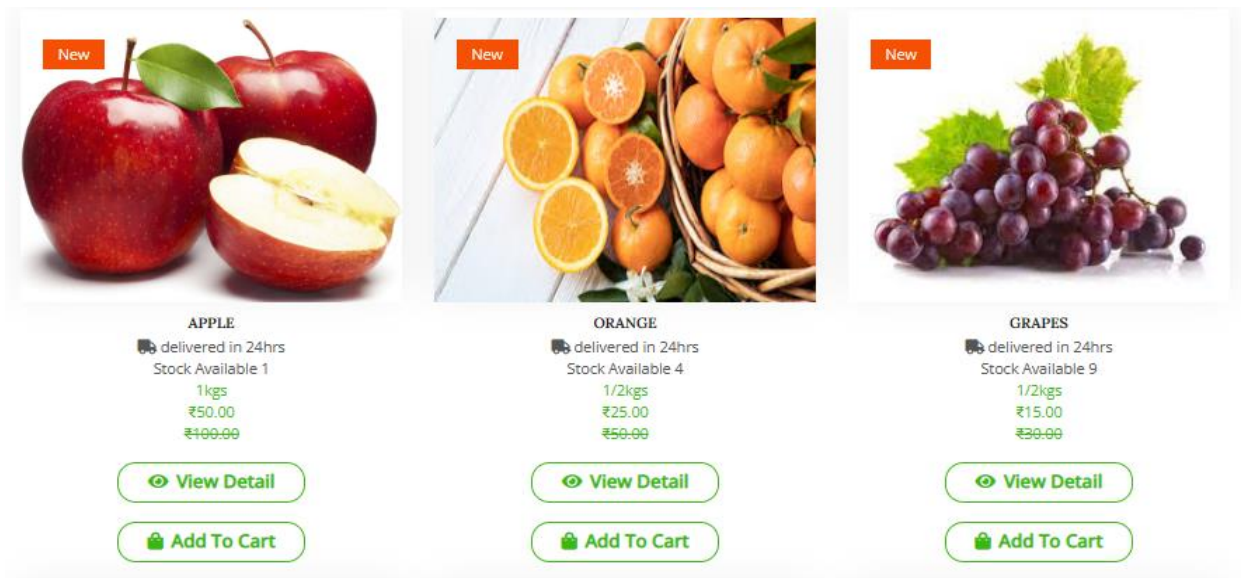 New
APPLE
delivered in 24hrs
Stock Available 1
1kgs
₹50.00
₹100.00
View Detail
Add To Cart
New
ORANGE
delivered in 24hrs
Stock Available 4
1/2kgs
₹25.00
₹50.00
View Detail
Add To Cart
New
GRAPES
delivered in 24hrs
Stock Available 9
1/2kgs
₹15.00
₹30.00
View Detail
Add To Cart